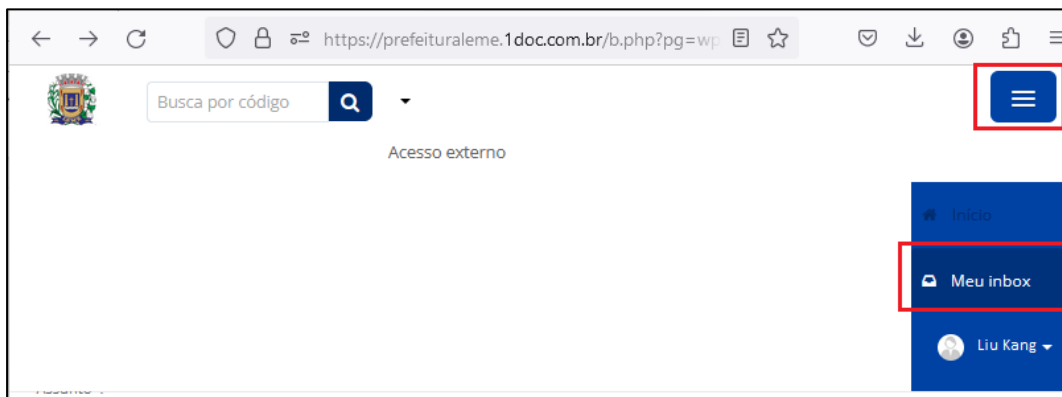 https://prefeituraleme.1doc.com.br/b.php?pg=wp
Busca por código
Acesso externo
Início
Meu inbox
Liu Kang